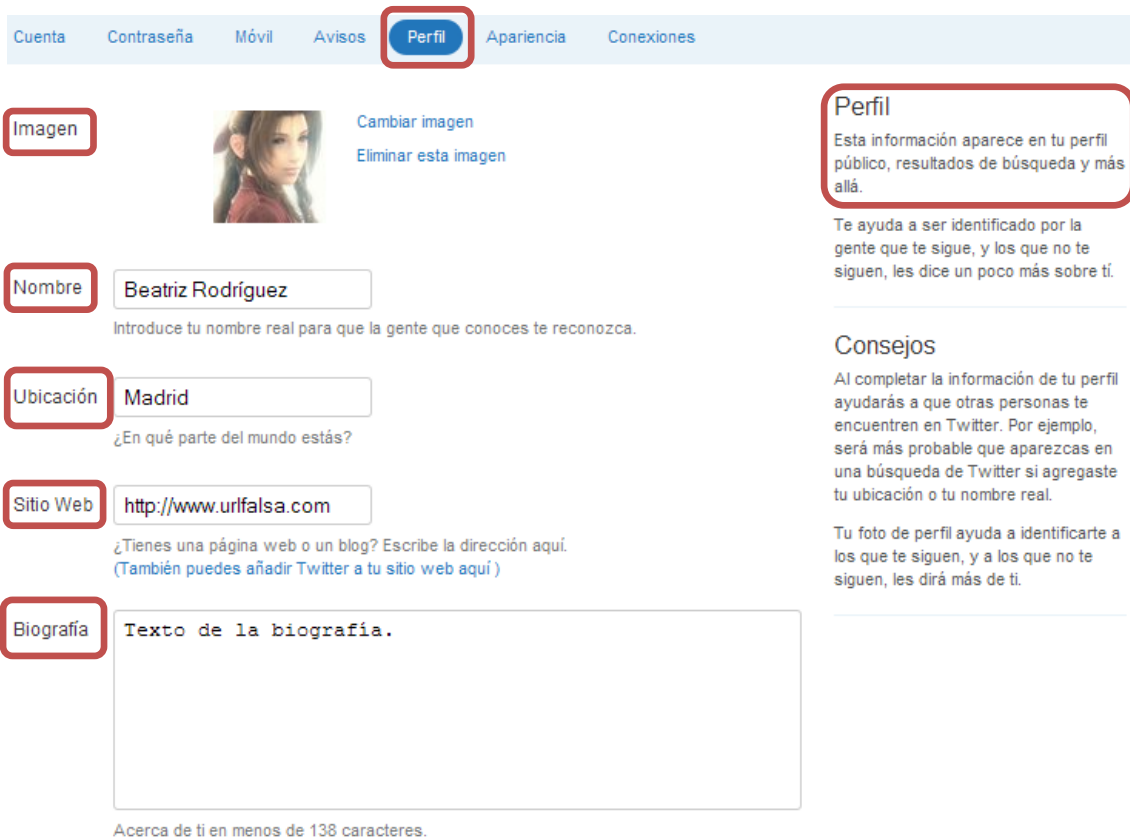 Cuenta Contraseña Móvil Avisos Perfil Apariencia Conexiones
Imagen
Cambiar imagen
Eliminar esta imagen
Nombre
Beatriz Rodríguez
Introduce tu nombre real para que la gente que conoces te reconozca.
Ubicación
Madrid
¿En qué parte del mundo estás?
Sitio Web
http://www.urlfalsa.com
¿Tienes una página web o un blog? Escribe la dirección aquí.
(También puedes añadir Twitter a tu sitio web aquí )
Biografía
Texto de la biografía.
Acerca de ti en menos de 138 caracteres.
Perfil
Esta información aparece en tu perfil
público, resultados de búsqueda y más
allá.
Te ayuda a ser identificado por la
gente que te sigue, y los que no te
siguen, les dice un poco más sobre tí.
Consejos
Al completar la información de tu perfil
ayudarás a que otras personas te
encuentren en Twitter. Por ejemplo,
será más probable que aparezcas en
una búsqueda de Twitter si agregaste
tu ubicación o tu nombre real.
Tu foto de perfil ayuda a identificarte a
los que te siguen, y a los que no te
siguen, les dirá más de ti.